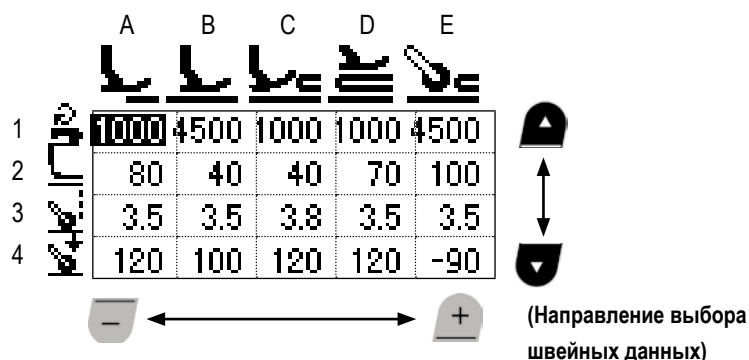 A B C D E
1 1000 4500 1000 1000 4500
2 80 40 40 70 100
3 3.5 3.5 3.8 3.5 3.5
4 120 100 120 120 -90
− +
(Направление выбора
швейных данных)